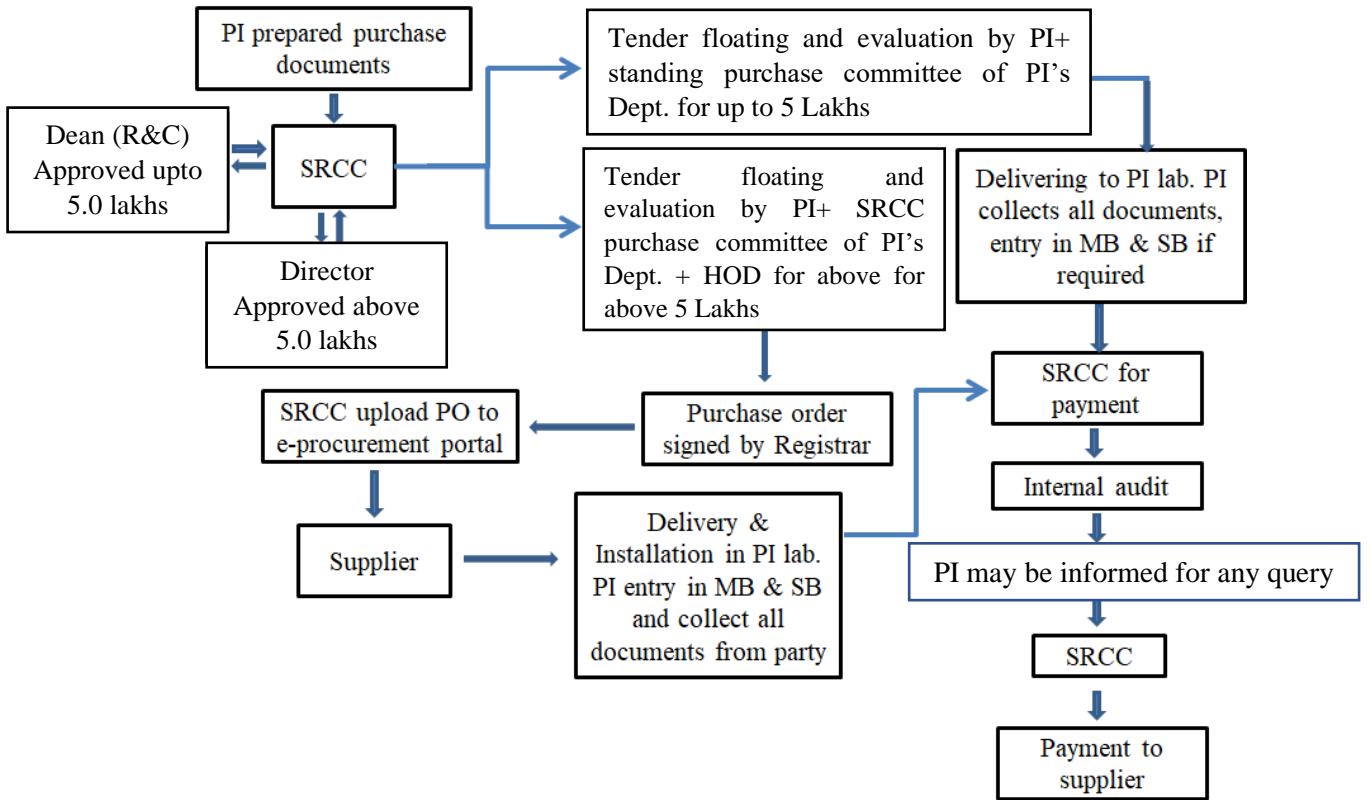 PI prepared purchase
documents
Tender floating and evaluation by PI+
standing purchase committee of PI's
Dept. for up to 5 Lakhs
Dean (R&C)
Approved upto
5.0 lakhs
SRCC
Tender floating and
evaluation by PI+ SRCC
purchase committee of PI's
Dept. + HOD for above for
above 5 Lakhs
Delivering to PI lab. PI
collects all documents,
entry in MB & SB if
required
Director
Approved above
5.0 lakhs
SRCC for
payment
SRCC upload PO to
e-procurement portal
Purchase order
signed by Registrar
Internal audit
Supplier
Delivery &
Installation in PI lab.
PI entry in MB & SB
and collect all
documents from party
PI may be informed for any query
SRCC
Payment to
supplier